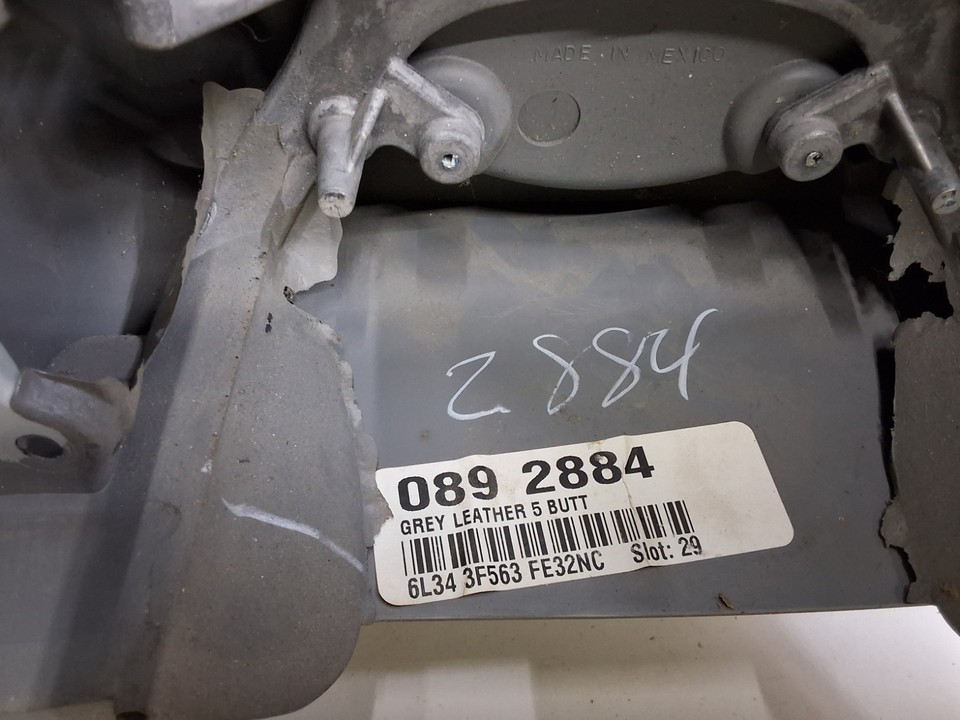 MADE IN MEXICO
2884
089 2884
GREY LEATHER 5 BUTT
6L34 3F563 FE32NC Slot: 29